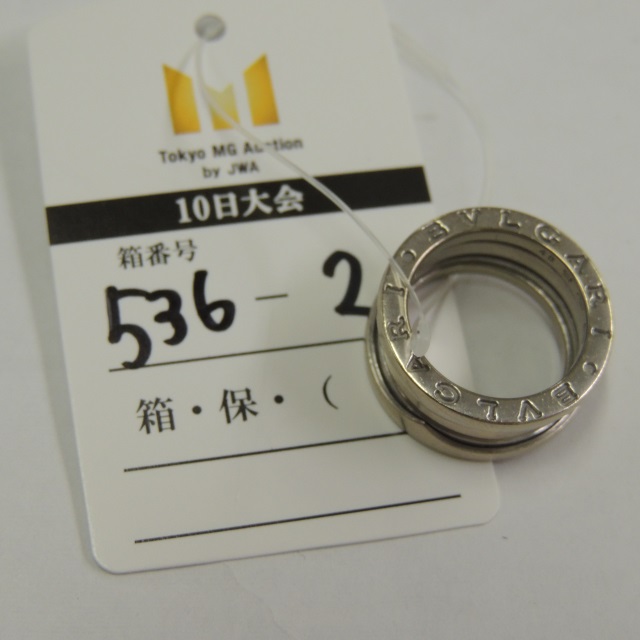 Tokyo MG Auction
by JWA
10日大会
箱番号
536-2
箱・保・(
BVLGARI • BVLGARI •